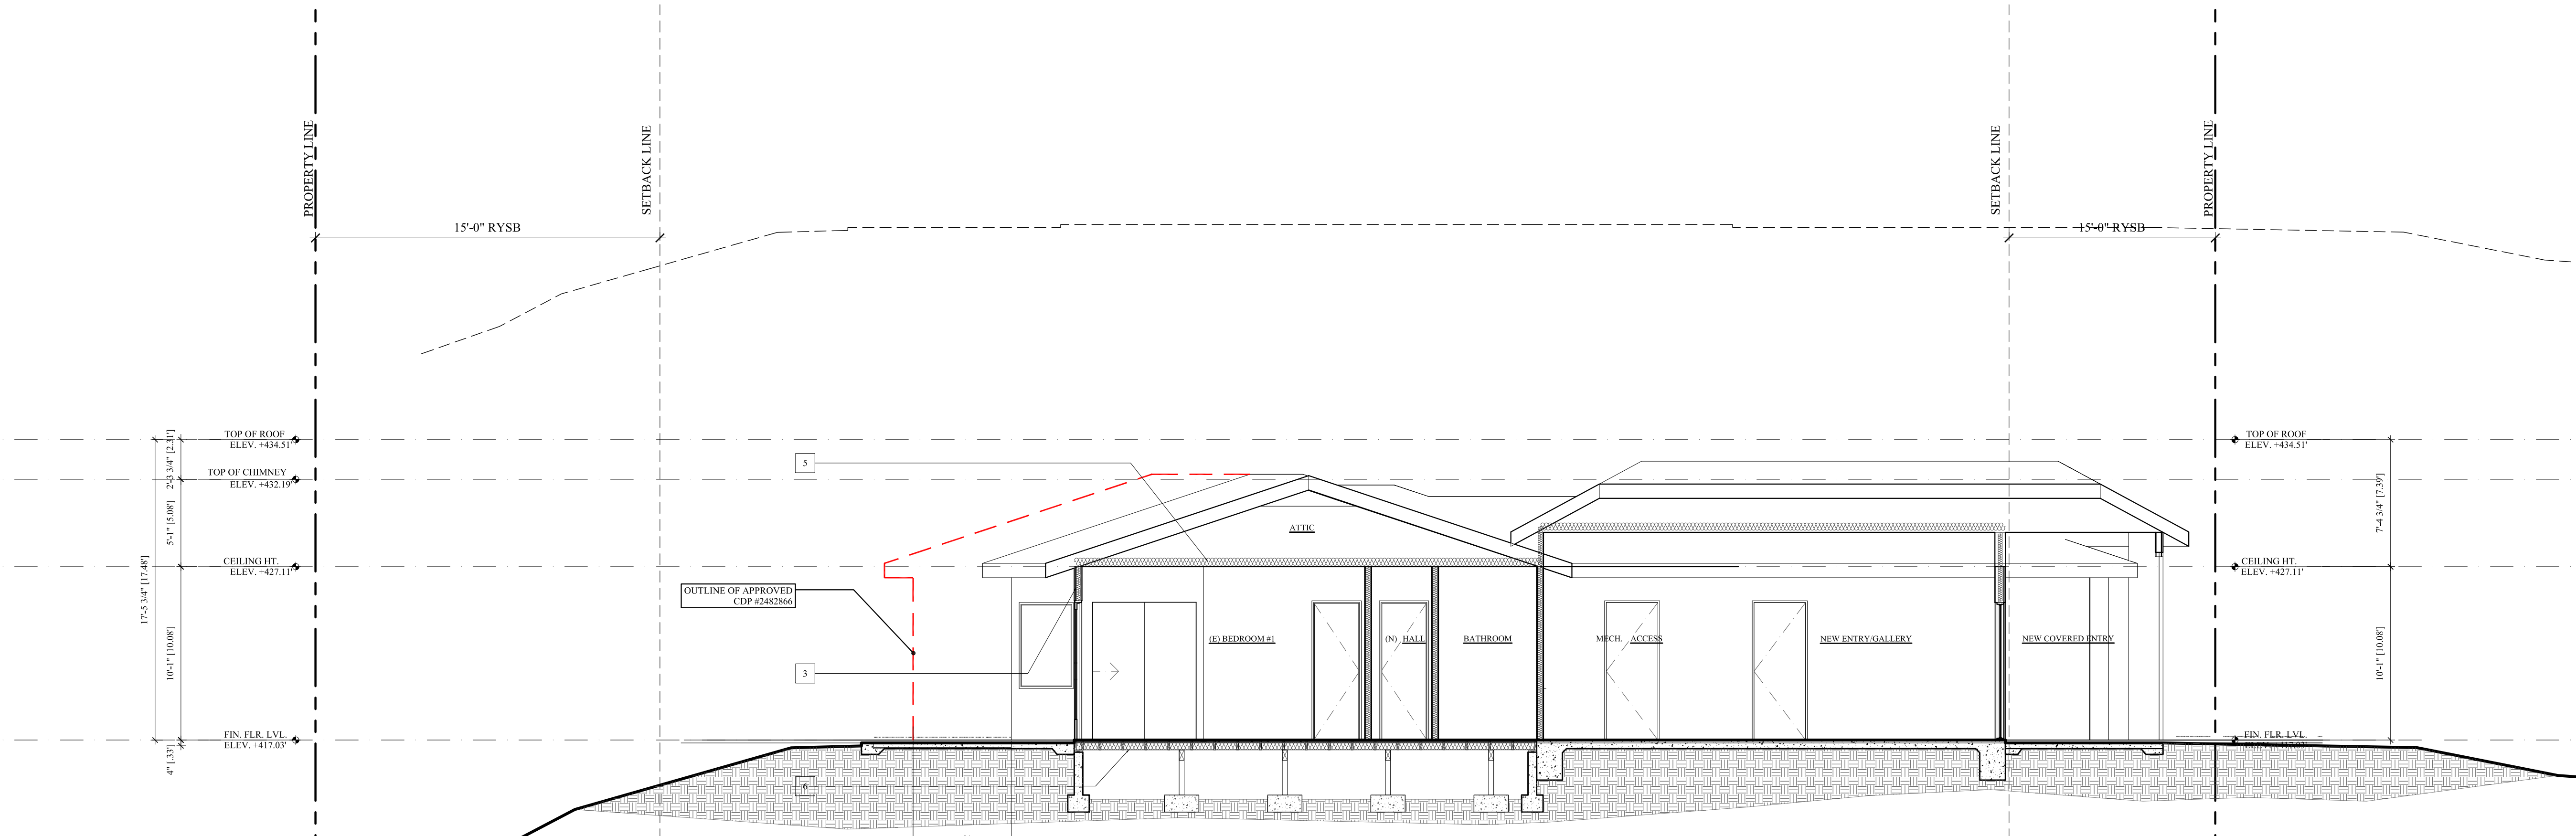 PROPERTY LINE
SETBACK LINE
SETBACK LINE
PROPERTY LINE
15'-0" RYSB
15'-0" RYSB
TOP OF ROOF
ELEV. +434.51'
TOP OF CHIMNEY
ELEV. +432.19'
CEILING HT.
ELEV. +427.11'
FIN. FLR. LVL.
ELEV. +417.03'
17'-5 3/4" [17.48']
2'-3 3/4" [2.31']
5'-1" [5.08']
10'-1" [10.08']
4" [.33']
5
3
6
OUTLINE OF APPROVED
CDP #2482866
ATTIC
(E) BEDROOM #1
(N) HALL
BATHROOM
MECH. ACCESS
NEW ENTRY/GALLERY
NEW COVERED ENTRY
TOP OF ROOF
ELEV. +434.51'
CEILING HT.
ELEV. +427.11'
FIN. FLR. LVL.
ELEV. +417.03'
7'-4 3/4" [7.39']
10'-1" [10.08']